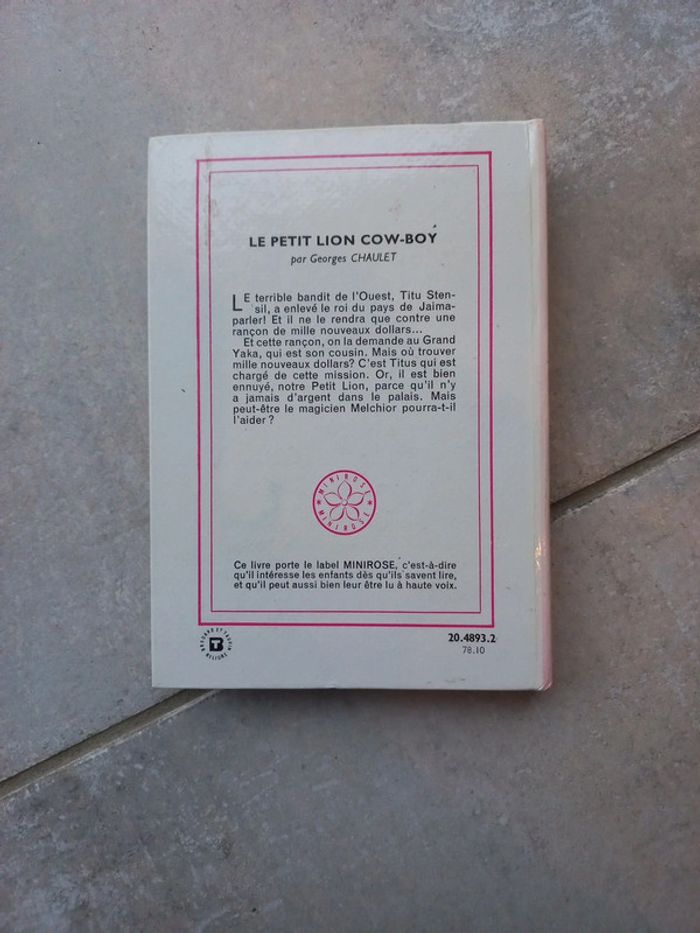 LE PETIT LION COW-BOY
par Georges CHAULET
LE terrible bandit de l'Ouest, Titu Sten-
sil, a enlevé le roi du pays de Jaima-
parler! Et il ne le rendra que contre une
rançon de mille nouveaux dollars...
Et cette rançon, on la demande au Grand
Yaka, qui est son cousin. Mais où trouver
mille nouveaux dollars? C'est Titus qui est
chargé de cette mission. Or, il est bien
ennuyé, notre Petit Lion, parce qu'il n'y
a jamais d'argent dans le palais. Mais
peut-être le magicien Melchior pourra-t-il
l'aider ?
MINIROSE
MINIROSE
Ce livre porte le label MINIROSE, c'est-à-dire
qu'il intéresse les enfants dès qu'ils savent lire,
et qu'il peut aussi bien leur être lu à haute voix.
BRODARD ET TAUPIN
RELIURE
B
20.4893.2
78.10